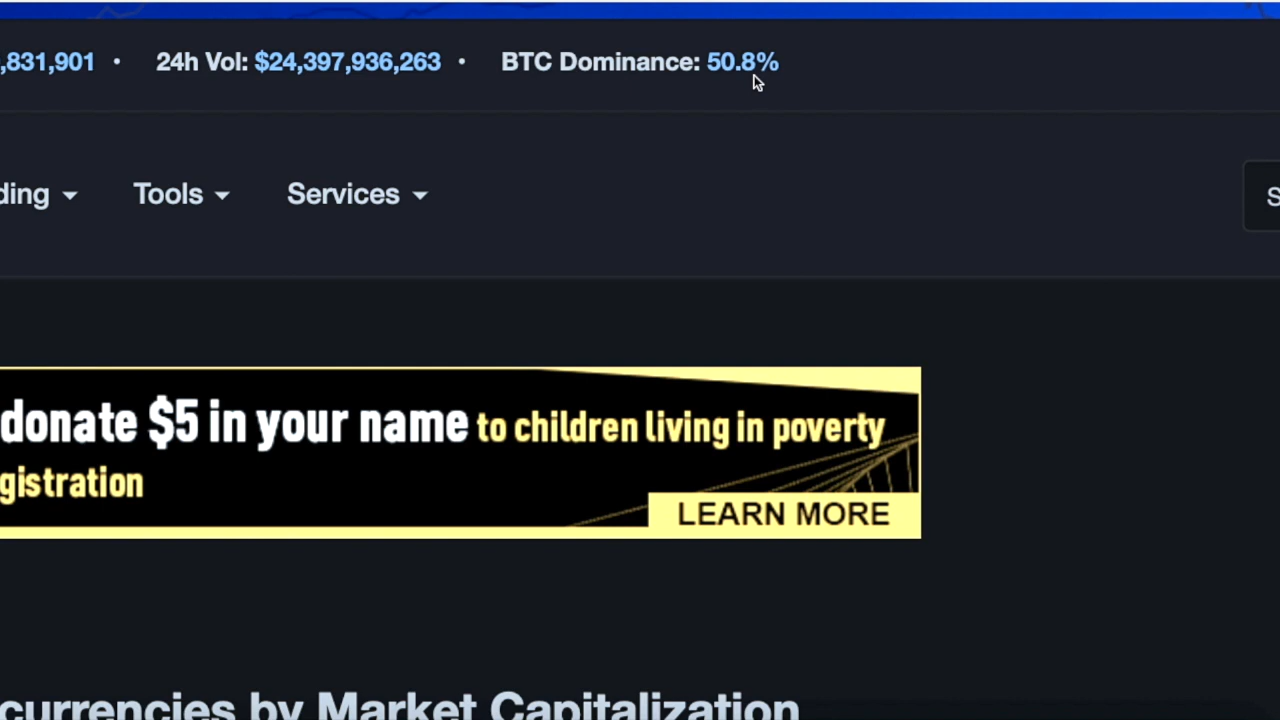 ,831,901 • 24h Vol: $24,397,936,263 • BTC Dominance: 50.8%
ding Tools Services S
donate $5 in your name to children living in poverty
gistration
LEARN MORE
currencies by Market Capitalization